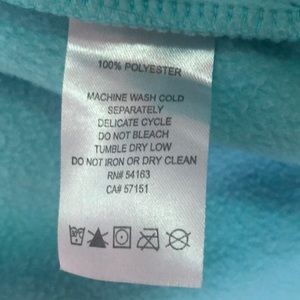 100% POLYESTER
MACHINE WASH COLD
SEPARATELY
DELICATE CYCLE
DO NOT BLEACH
TUMBLE DRY LOW
DO NOT IRON OR DRY CLEAN
RN# 54163
CA# 57151